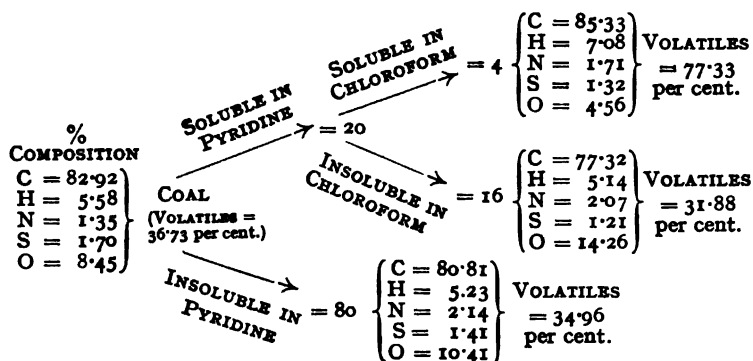 %
COMPOSITION
C = 82·92
H = 5·58
N = 1·35
S = 1·70
O = 8·45
COAL
(VOLATILES =
36·73 per cent.)
SOLUBLE IN
PYRIDINE
= 20
SOLUBLE IN
CHLOROFORM
= 4
C = 85·33
H = 7·08
N = 1·71
S = 1·32
O = 4·56
VOLATILES
= 77·33
per cent.
INSOLUBLE IN
CHLOROFORM
= 16
C = 77·32
H = 5·14
N = 2·07
S = 1·21
O = 14·26
VOLATILES
= 31·88
per cent.
INSOLUBLE IN
PYRIDINE
= 80
C = 80·81
H = 5.23
N = 2·14
S = 1·41
O = 10·41
VOLATILES
= 34·96
per cent.